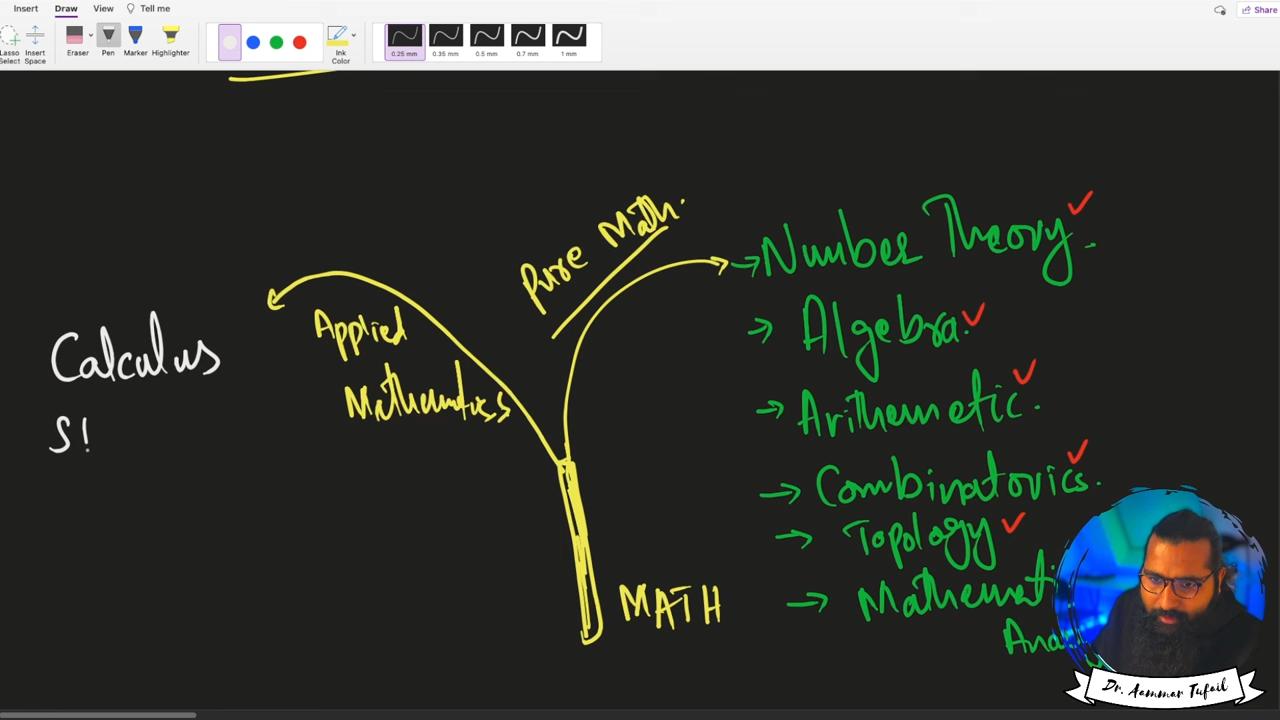 Insert Draw View Tell me
Share
Lasso Select
Insert Space
Eraser
Pen
Marker
Highlighter
Ink Color
0.25 mm
0.35 mm
0.5 mm
0.7 mm
1 mm
Pure Math.
→ Number Theory.
Applied Mathematics
→ Algebra.
Calculus
→ Arithemetic.
S!
→ Combinatorics.
→ Topology
→ Mathemati
Ana
MATH
Dr. Aammar Tufail